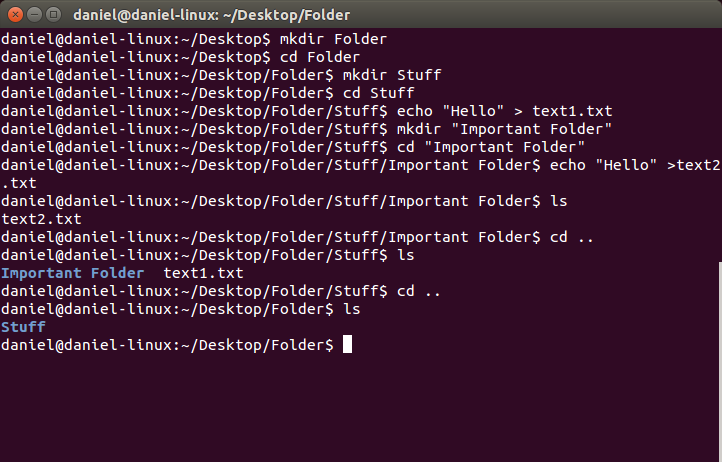 daniel@daniel-linux: ~/Desktop/Folder
daniel@daniel-linux:~/Desktop$ mkdir Folder
daniel@daniel-linux:~/Desktop$ cd Folder
daniel@daniel-linux:~/Desktop/Folder$ mkdir Stuff
daniel@daniel-linux:~/Desktop/Folder$ cd Stuff
daniel@daniel-linux:~/Desktop/Folder/Stuff$ echo "Hello" > text1.txt
daniel@daniel-linux:~/Desktop/Folder/Stuff$ mkdir "Important Folder"
daniel@daniel-linux:~/Desktop/Folder/Stuff$ cd "Important Folder"
daniel@daniel-linux:~/Desktop/Folder/Stuff/Important Folder$ echo "Hello" >text2
.txt
daniel@daniel-linux:~/Desktop/Folder/Stuff/Important Folder$ ls
text2.txt
daniel@daniel-linux:~/Desktop/Folder/Stuff/Important Folder$ cd ..
daniel@daniel-linux:~/Desktop/Folder/Stuff$ ls
Important Folder  text1.txt
daniel@daniel-linux:~/Desktop/Folder/Stuff$ cd ..
daniel@daniel-linux:~/Desktop/Folder$ ls
Stuff
daniel@daniel-linux:~/Desktop/Folder$